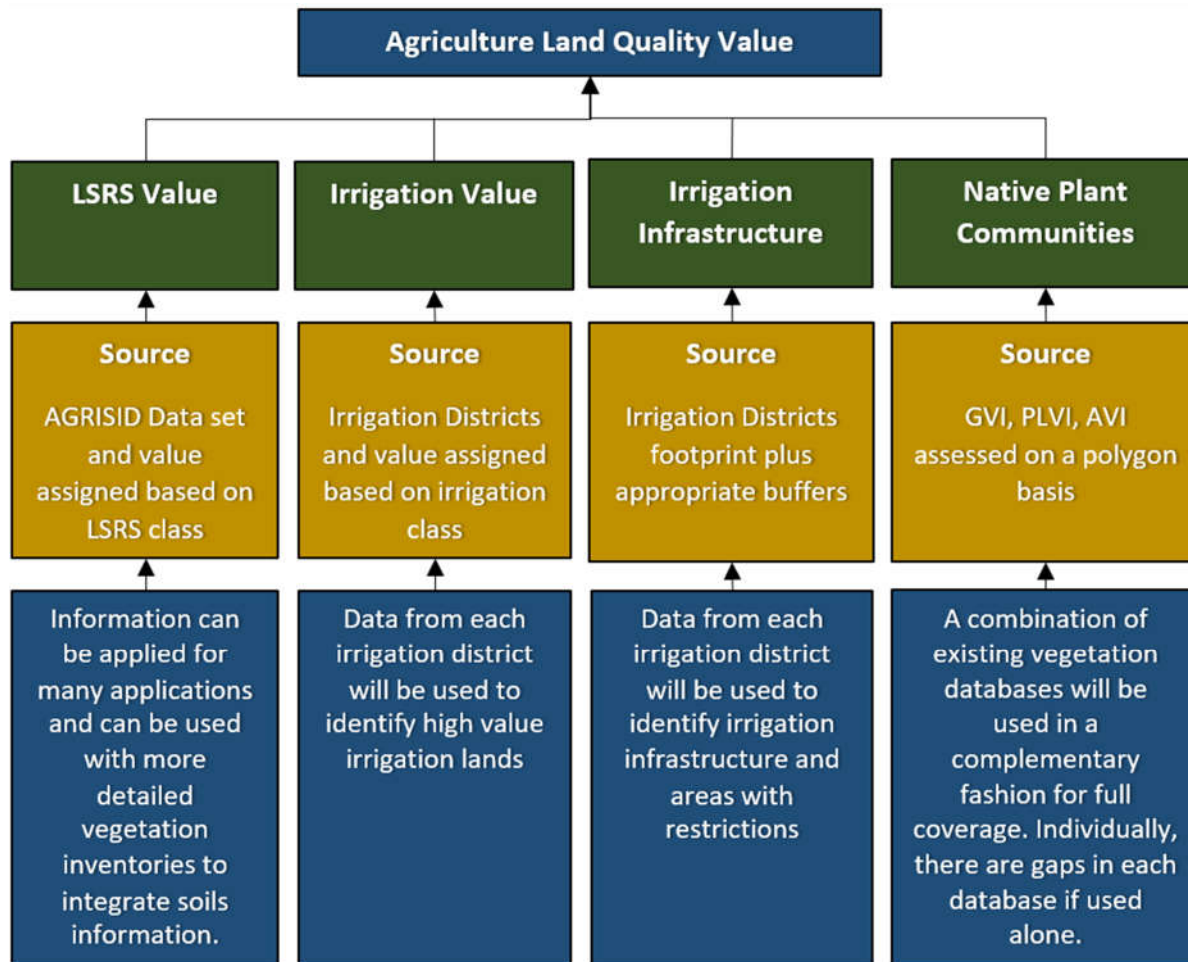 Agriculture Land Quality Value
LSRS Value
Irrigation Value
Irrigation
Infrastructure
Native Plant
Communities
Source
AGRISID Data set
and value
assigned based on
LSRS class
Source
Irrigation Districts
and value assigned
based on irrigation
class
Source
Irrigation Districts
footprint plus
appropriate buffers
Source
GVI, PLVI, AVI
assessed on a polygon
basis
Information can
be applied for
many applications
and can be used
with more
detailed
vegetation
inventories to
integrate soils
information.
Data from each
irrigation district
will be used to
identify high value
irrigation lands
Data from each
irrigation district
will be used to
identify irrigation
infrastructure and
areas with
restrictions
A combination of
existing vegetation
databases will be
used in a
complementary
fashion for full
coverage. Individually,
there are gaps in each
database if used
alone.